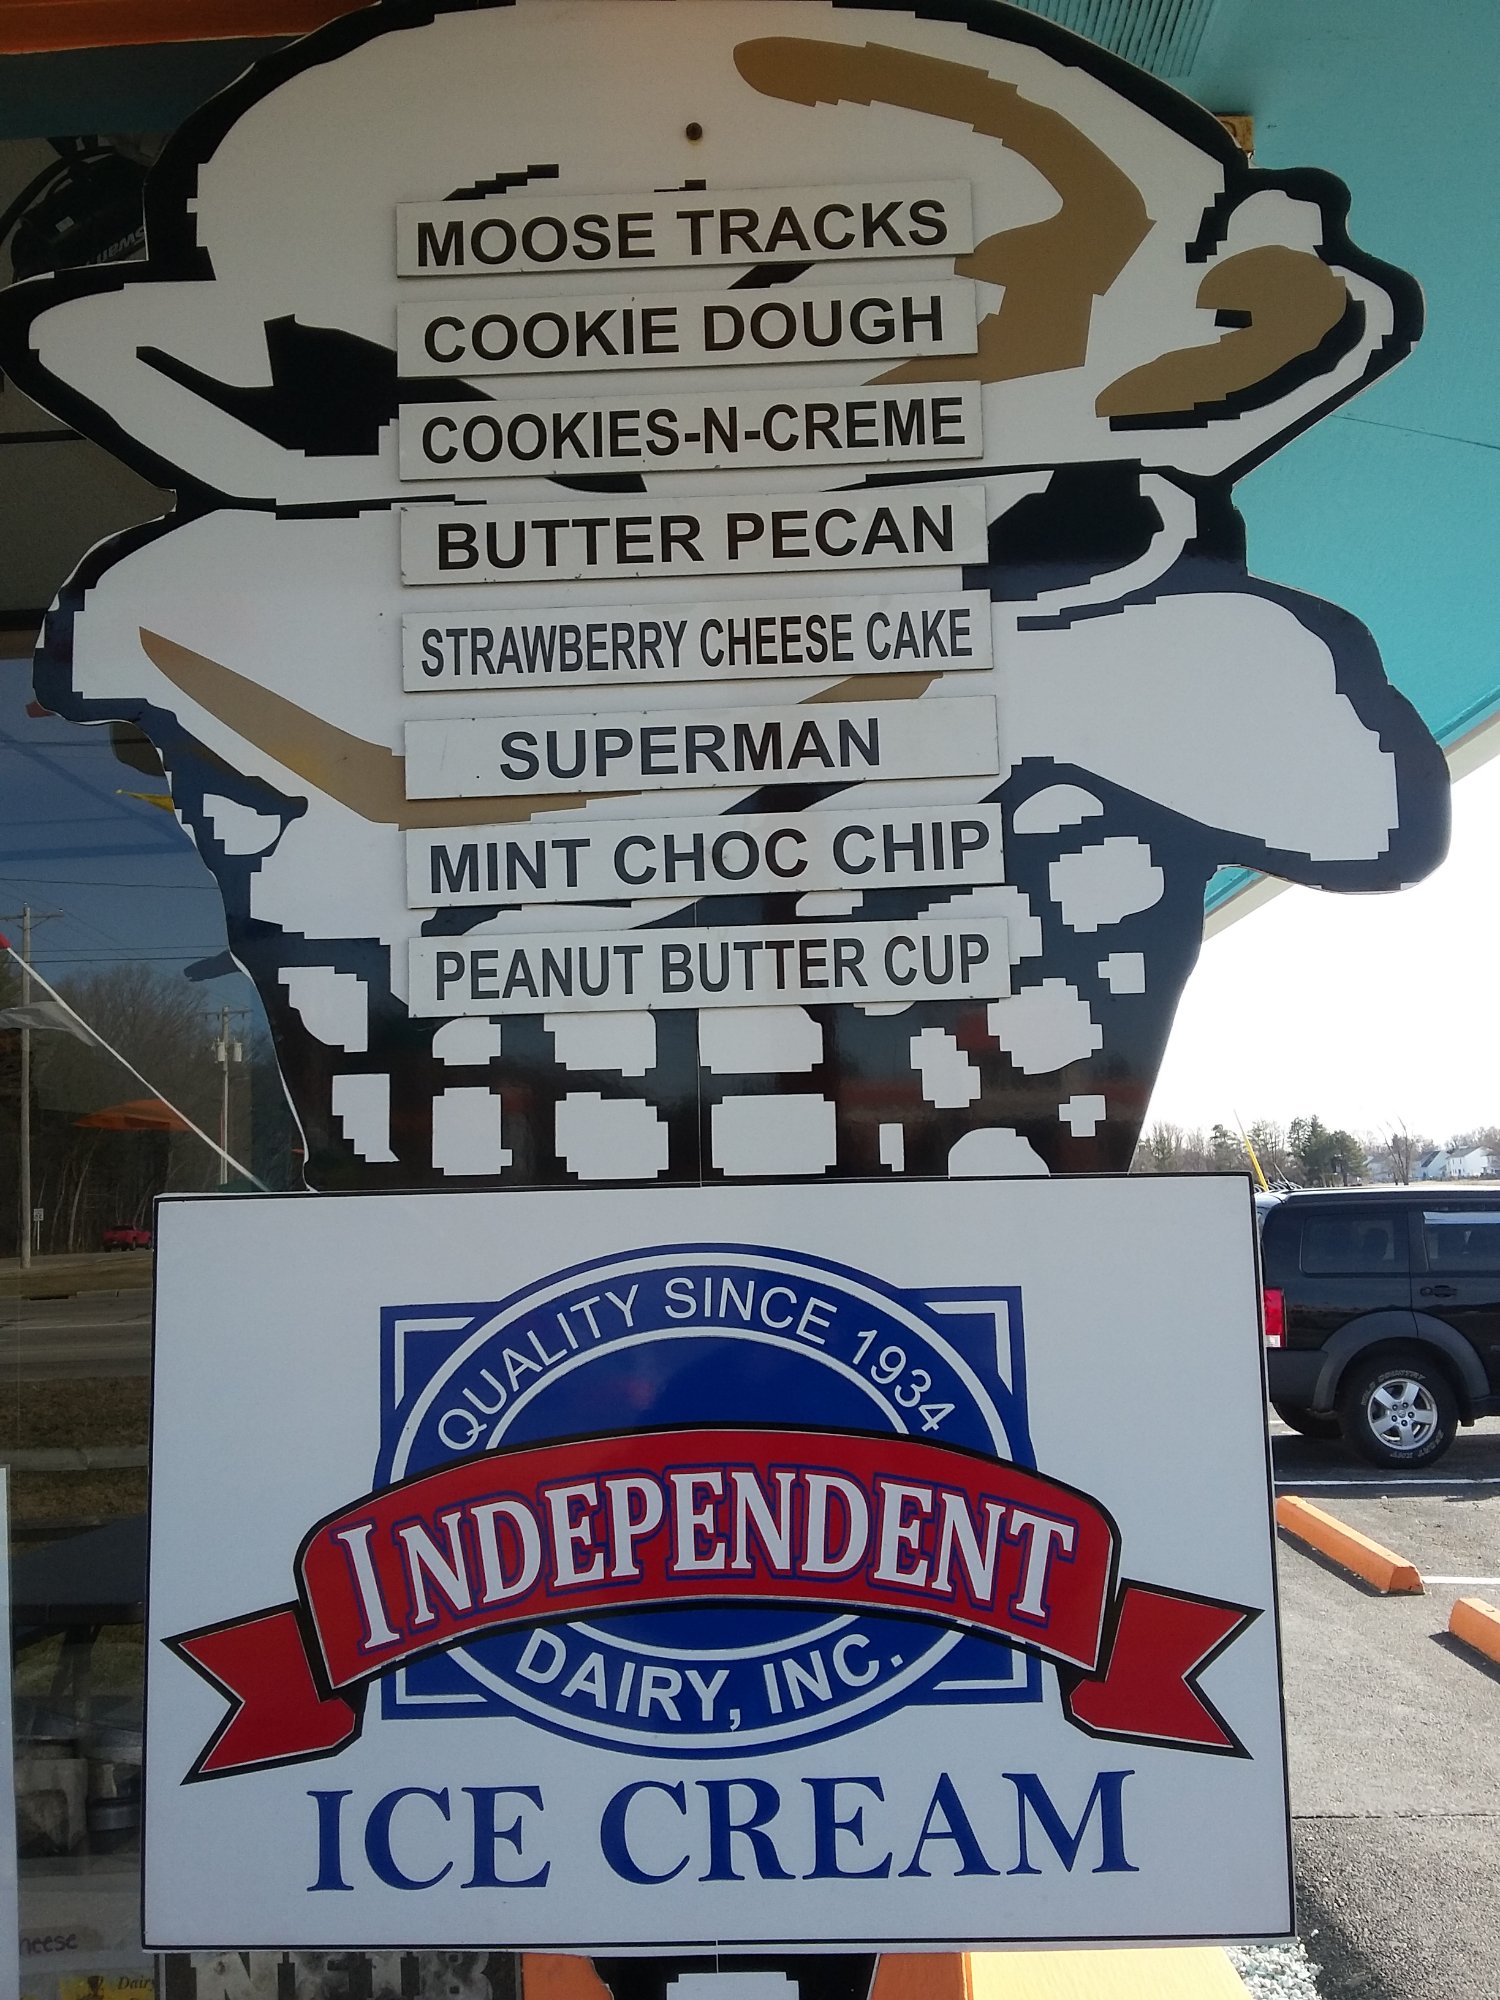 MOOSE TRACKS
COOKIE DOUGH
COOKIES-N-CREME
BUTTER PECAN
STRAWBERRY CHEESE CAKE
SUPERMAN
MINT CHOC CHIP
PEANUT BUTTER CUP
QUALITY SINCE 1934
INDEPENDENT
DAIRY, INC.
ICE CREAM